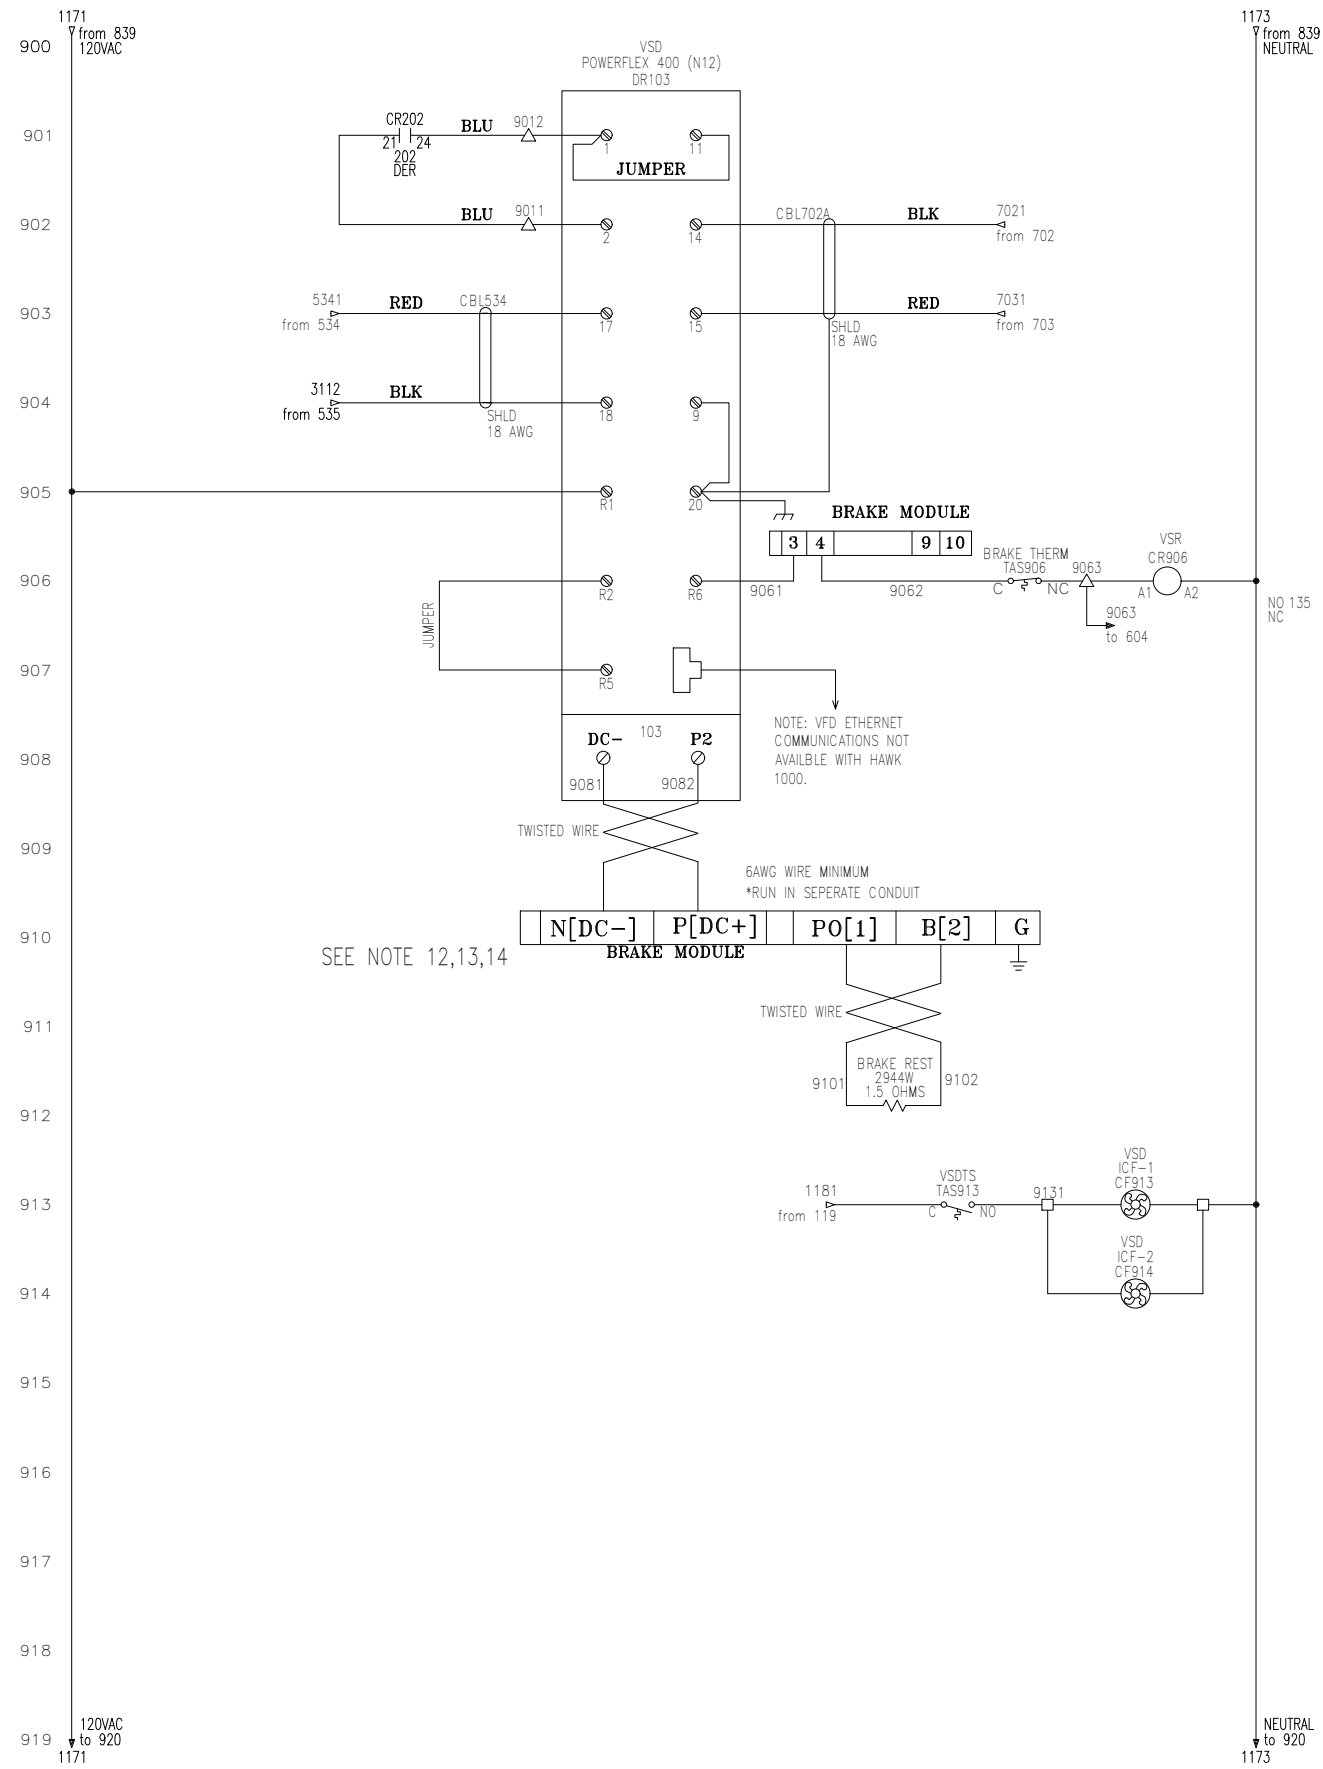 1171
from 839
120VAC
1173
from 839
NEUTRAL
900
VSD
POWERFLEX 400 (N12)
DR103
901
CR202
21 24
202
DER
BLU
9012
1
11
JUMPER
902
BLU
9011
2
14
CBL702A
BLK
7021
from 702
903
5341
from 534
RED
CBL534
17
15
SHLD
18 AWG
RED
7031
from 703
904
3112
from 535
BLK
SHLD
18 AWG
18
9
905
R1
20
BRAKE MODULE
3 4 9 10
906
R2
R6
9061
9062
BRAKE THERM
TAS906
C NC
9063
VSR
CR906
A1 A2
NO 135
NC
9063
to 604
JUMPER
907
R5
NOTE: VFD ETHERNET
COMMUNICATIONS NOT
AVAILBLE WITH HAWK
1000.
103
908
DC-
P2
9081
9082
909
TWISTED WIRE
6AWG WIRE MINIMUM
*RUN IN SEPERATE CONDUIT
910
N[DC-] P[DC+] PO[1] B[2] G
BRAKE MODULE
SEE NOTE 12,13,14
911
TWISTED WIRE
BRAKE REST
2944W
1.5 OHMS
9101
9102
912
913
1181
from 119
VSDTS
TAS913
C NO
9131
VSD
ICF-1
CF913
VSD
ICF-2
CF914
914
915
916
917
918
919
120VAC
to 920
1171
NEUTRAL
to 920
1173